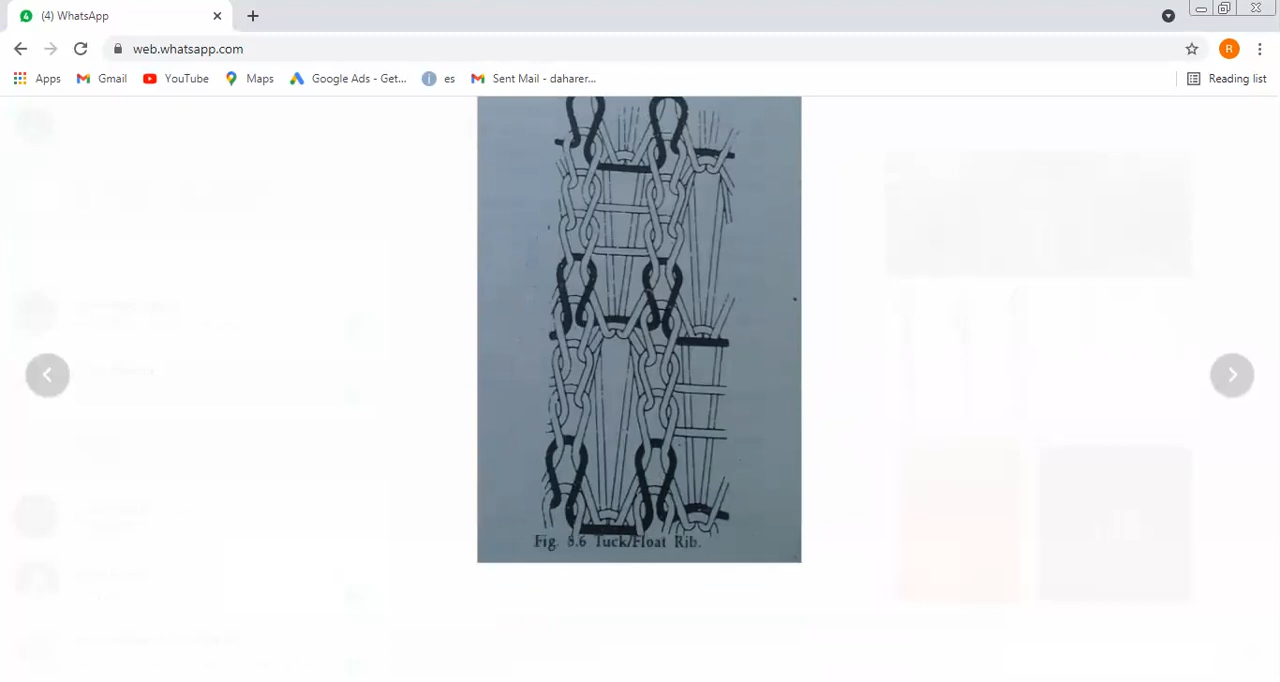 (4) WhatsApp
web.whatsapp.com
R
Apps
Gmail
YouTube
Maps
Google Ads - Get...
es
Sent Mail - daharer...
Reading list
Fig. 8.6 Tuck/Float Rib.